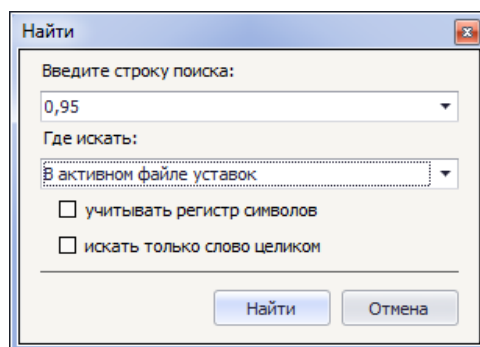 Найти
Введите строку поиска:
0,95
Где искать:
В активном файле уставок
учитывать регистр символов
искать только слово целиком
Найти Отмена